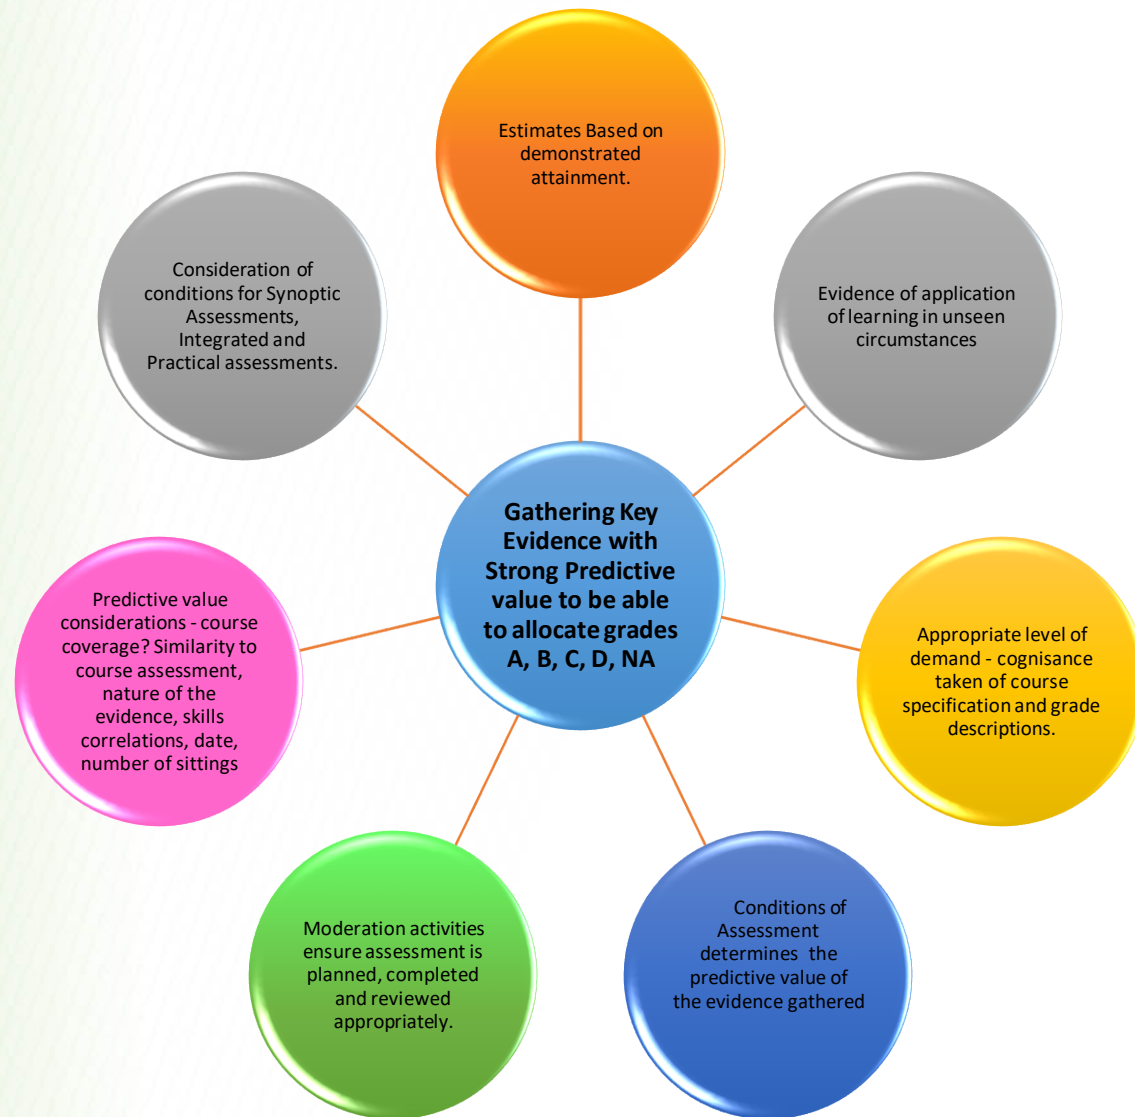 Estimates Based on
demonstrated
attainment.
Consideration of
conditions for Synoptic
Assessments,
Integrated and
Practical assessments.
Evidence of application
of learning in unseen
circumstances
Gathering Key
Evidence with
Strong Predictive
value to be able
to allocate grades
A, B, C, D, NA
Predictive value
considerations - course
coverage? Similarity to
course assessment,
nature of the
evidence, skills
correlations, date,
number of sittings
Appropriate level of
demand - cognisance
taken of course
specification and grade
descriptions.
Moderation activities
ensure assessment is
planned, completed
and reviewed
appropriately.
Conditions of
Assessment
determines the
predictive value of
the evidence gathered